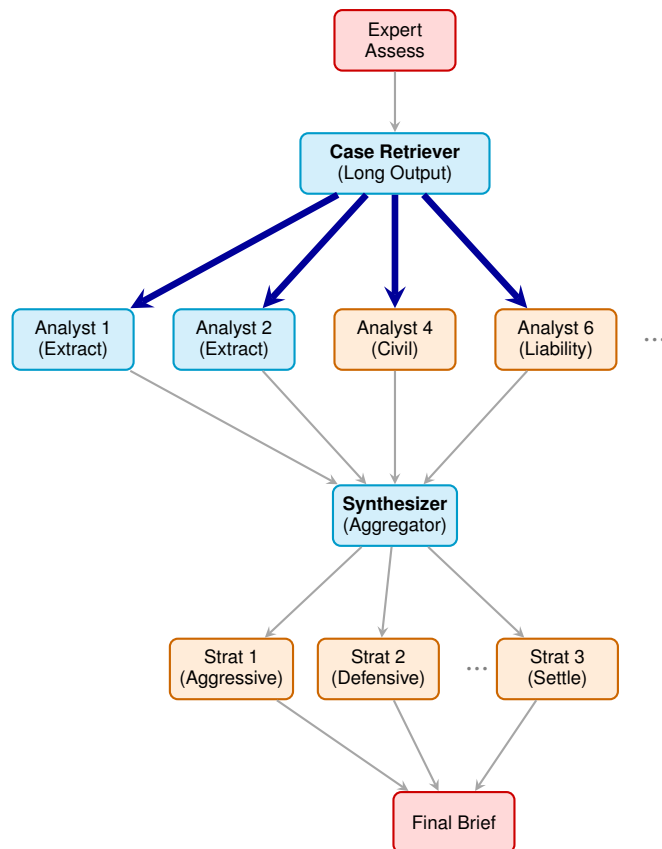 Expert
Assess
Case Retriever
(Long Output)
Analyst 1
(Extract)
Analyst 2
(Extract)
Analyst 4
(Civil)
Analyst 6
(Liability)
...
Synthesizer
(Aggregator)
Strat 1
(Aggressive)
Strat 2
(Defensive)
...
Strat 3
(Settle)
Final Brief